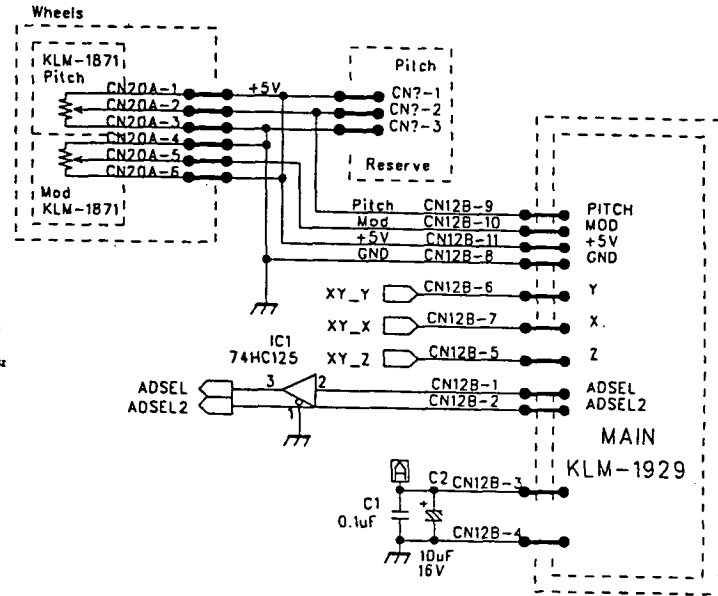 Wheels
KLM-1871
Pitch
CN20A-1
CN20A-2
CN20A-3
CN20A-4
CN20A-5
CN20A-6
Mod
KLM-1871
+5V
Pitch
CN?-1
CN?-2
CN?-3
Reserve
Pitch CN12B-9 PITCH
Mod CN12B-10 MOD
+5V CN12B-11 +5V
GND CN12B-8 GND
XY_Y CN12B-6 Y
XY_X CN12B-7 X.
XY_Z CN12B-5 Z
IC1
74HC125
ADSEL 3 2 CN12B-1 ADSEL
ADSEL2 1 CN12B-2 ADSEL2
MAIN
KLM-1929
A
C2 CN12B-3
C1 +
0.1uF
CN12B-4
10uF
16V